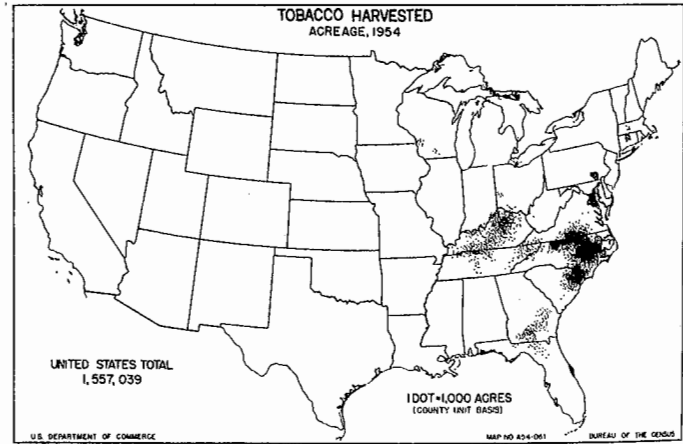 TOBACCO HARVESTED
ACREAGE, 1954
UNITED STATES TOTAL
1,557,039
1 DOT=1,000 ACRES
(COUNTY UNIT BASIS)
U.S. DEPARTMENT OF COMMERCE
MAP NO A54-061
BUREAU OF THE CENSUS